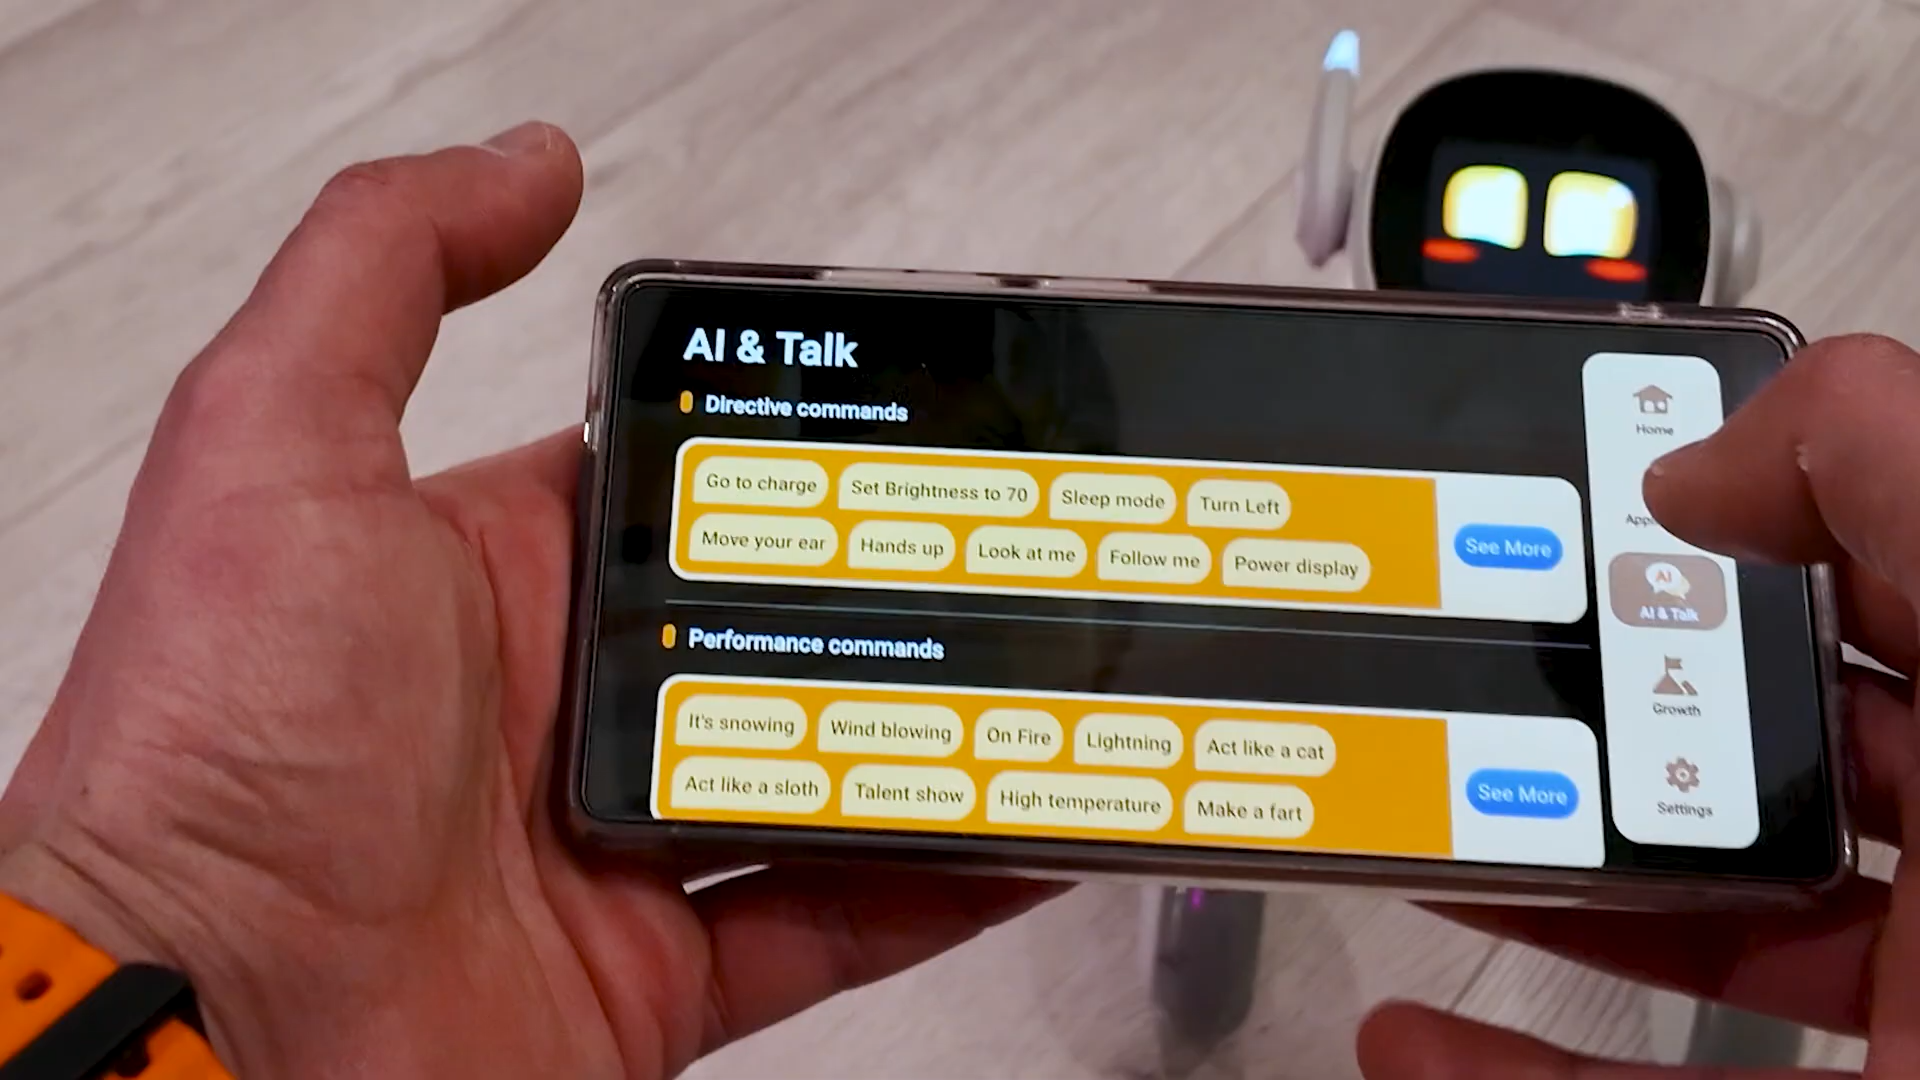 AI & Talk
Directive commands
Go to charge
Set Brightness to 70
Sleep mode
Turn Left
Move your ear
Hands up
Look at me
Follow me
Power display
See More
Performance commands
It's snowing
Wind blowing
On Fire
Lightning
Act like a cat
Act like a sloth
Talent show
High temperature
Make a fart
See More
Home
AI
AI & Talk
Growth
Settings